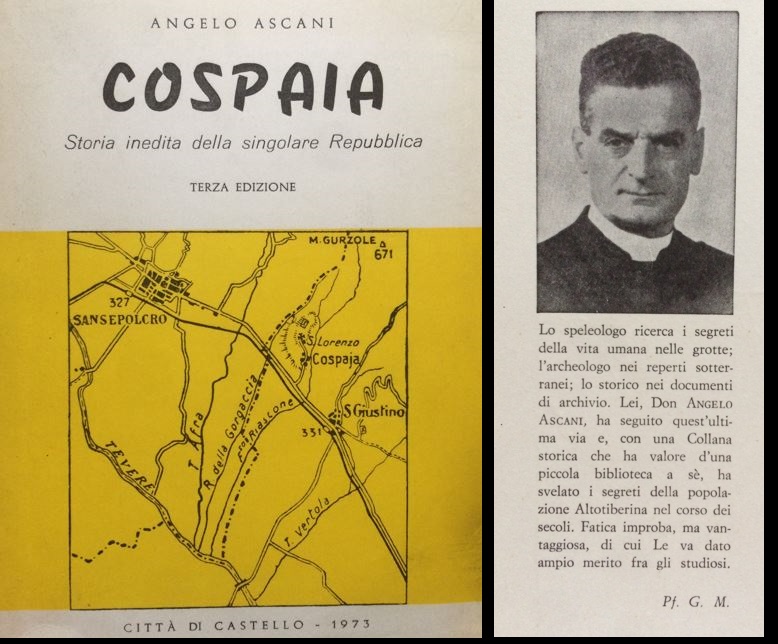 ANGELO ASCANI
COSPAIA
Storia inedita della singolare Repubblica
TERZA EDIZIONE
M. GURZOLE
671
327
SANSEPOLCRO
S. Lorenzo
Cospaja
S. Giustino
331
T. Afra
R. della Gorgaccia
Riascone
TEVERE
T. Vertola
CITTÀ DI CASTELLO - 1973
Lo speleologo ricerca i segreti
della vita umana nelle grotte;
l'archeologo nei reperti sotter-
ranei; lo storico nei documenti
di archivio. Lei, Don ANGELO
ASCANI, ha seguito quest'ulti-
ma via e, con una Collana
storica che ha valore d'una
piccola biblioteca a sè, ha
svelato i segreti della popola-
zione Altotiberina nel corso dei
secoli. Fatica improba, ma van-
taggiosa, di cui Le va dato
ampio merito fra gli studiosi.
Pf. G. M.